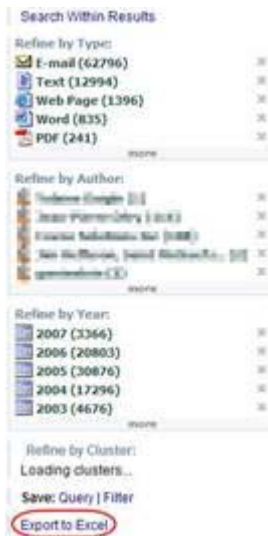 Search Within Results
Refine by Type:
E-mail (62796)
Text (12994)
Web Page (1396)
Word (835)
PDF (241)
more
Refine by Author:
more
Refine by Year:
2007 (3366)
2006 (20803)
2005 (30876)
2004 (17296)
2003 (4676)
more
Refine by Cluster:
Loading clusters...
Save: Query | Filter
Export to Excel